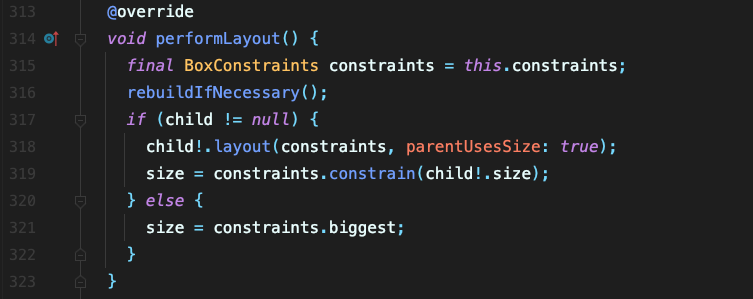 313 @override
314 void performLayout() {
315 final BoxConstraints constraints = this.constraints;
316 rebuildIfNecessary();
317 if (child != null) {
318 child!.layout(constraints, parentUsesSize: true);
319 size = constraints.constrain(child!.size);
320 } else {
321 size = constraints.biggest;
322 }
323 }